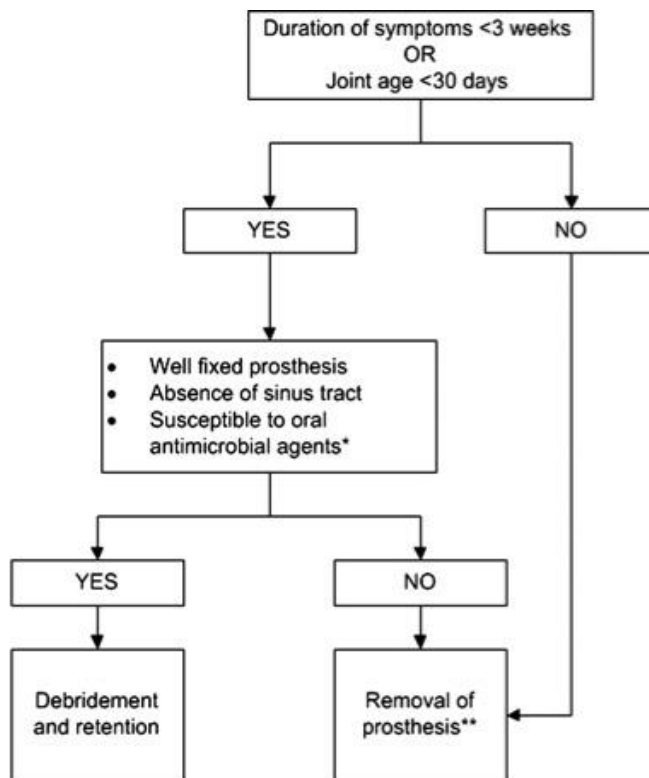 Duration of symptoms <3 weeks
OR
Joint age <30 days
YES
NO
• Well fixed prosthesis
• Absence of sinus tract
• Susceptible to oral
antimicrobial agents*
YES
NO
Debridement
and retention
Removal of
prosthesis**